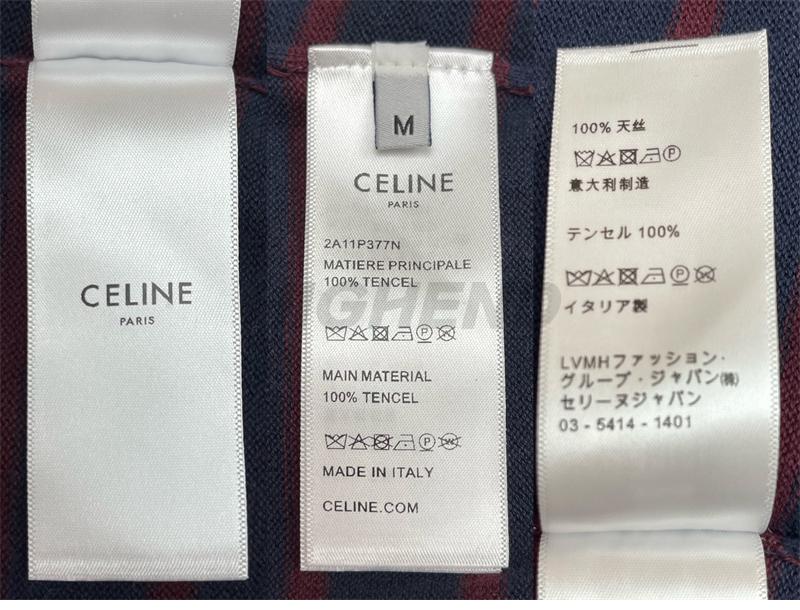 CELINE
PARIS
M
CELINE
PARIS
2A11P377N
MATIERE PRINCIPALE
100% TENCEL
MAIN MATERIAL
100% TENCEL
MADE IN ITALY
CELINE.COM
100% 天丝
意大利制造
テンセル 100%
イタリア製
LVMHファッション・
グループ・ジャパン㈱
セリーヌジャパン
03 - 5414 - 1401